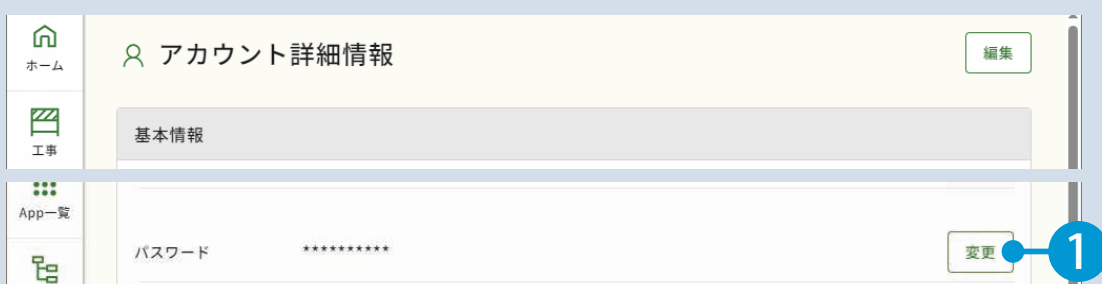 ホーム
アカウント詳細情報
編集
工事
基本情報
App一覧
パスワード
**********
変更
1